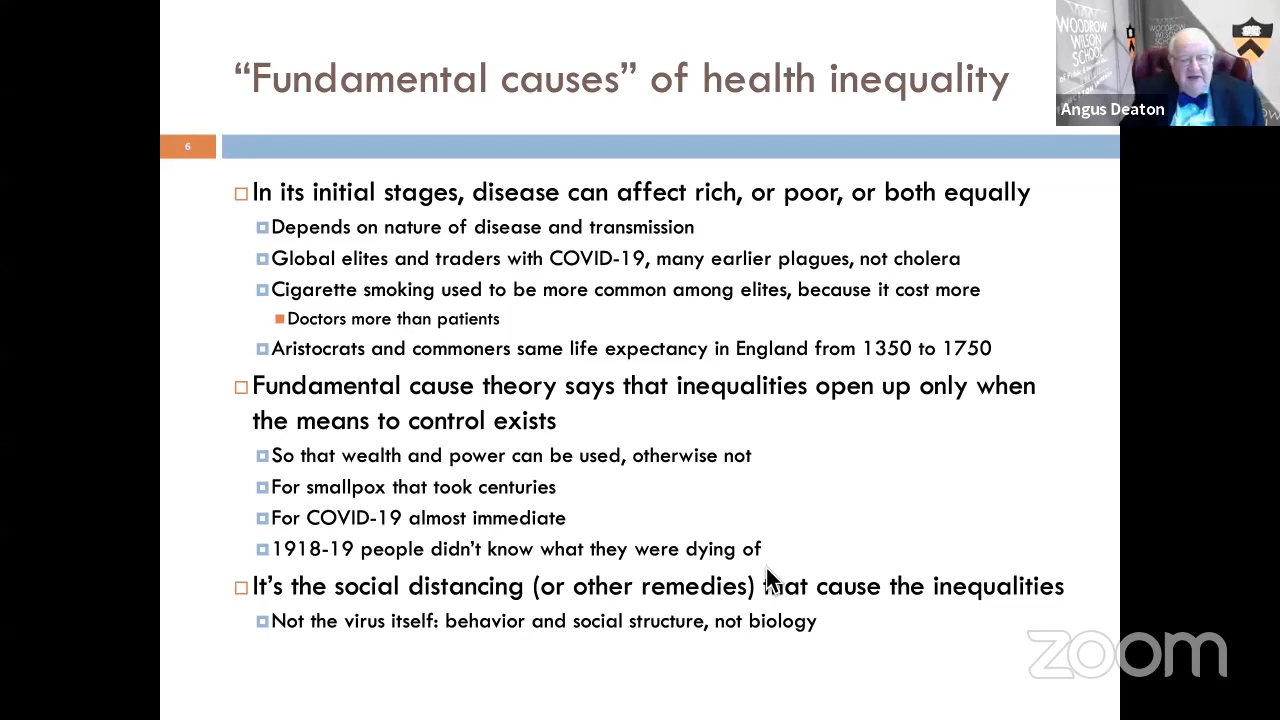 “Fundamental causes” of health inequality
WOODROW
WILSON
SCHOOL
Angus Deaton
6
In its initial stages, disease can affect rich, or poor, or both equally
Depends on nature of disease and transmission
Global elites and traders with COVID-19, many earlier plagues, not cholera
Cigarette smoking used to be more common among elites, because it cost more
Doctors more than patients
Aristocrats and commoners same life expectancy in England from 1350 to 1750
Fundamental cause theory says that inequalities open up only when
the means to control exists
So that wealth and power can be used, otherwise not
For smallpox that took centuries
For COVID-19 almost immediate
1918-19 people didn’t know what they were dying of
It’s the social distancing (or other remedies) that cause the inequalities
Not the virus itself: behavior and social structure, not biology
zoom